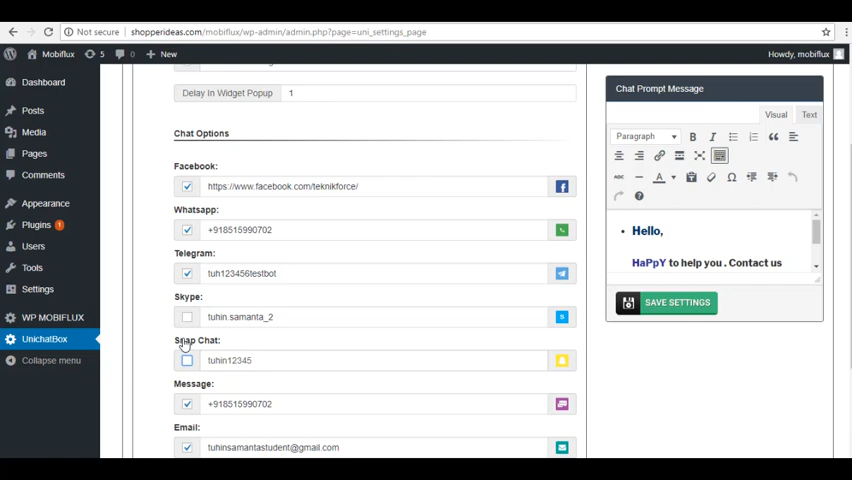 Not secure | shopperideas.com/mobiflux/wp-admin/admin.php?page=uni_settings_page
Mobiflux 5 0 New
Howdy, mobiflux
Dashboard
Posts
Media
Pages
Comments
Appearance
Plugins 1
Users
Tools
Settings
WP MOBIFLUX
UnichatBox
Collapse menu
Delay In Widget Popup 1
Chat Options
Facebook:
https://www.facebook.com/teknikforce/
Whatsapp:
+918515990702
Telegram:
tuh123456testbot
Skype:
tuhin.samanta_2
Snap Chat:
tuhin12345
Message:
+918515990702
Email:
tuhinsamantastudent@gmail.com
Chat Prompt Message
Visual Text
Paragraph
Hello,
HaPpY to help you . Contact us
SAVE SETTINGS